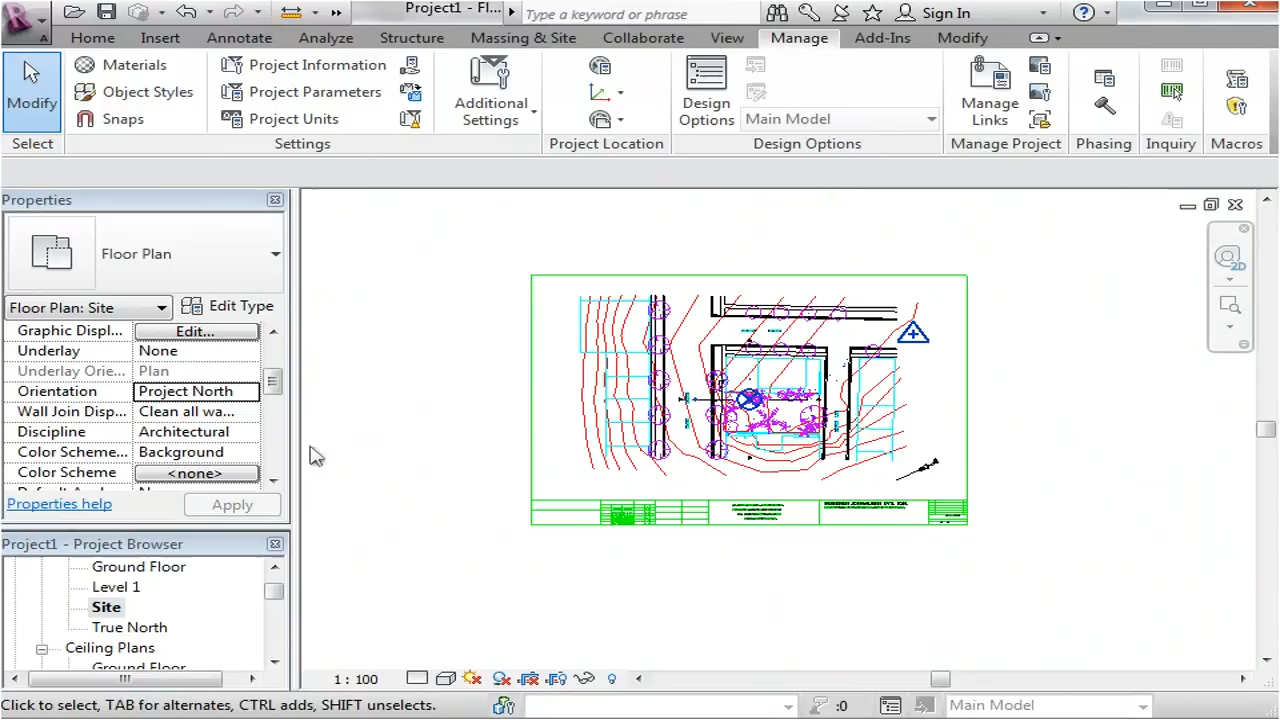 Project1 - Fl...
Type a keyword or phrase
Sign In
Home Insert Annotate Analyze Structure Massing & Site Collaborate View Manage Add-Ins Modify
Modify
Materials
Object Styles
Snaps
Project Information
Project Parameters
Project Units
Additional
Settings
Design
Options
Main Model
Manage
Links
Select Settings Project Location Design Options Manage Project Phasing Inquiry Macros
Properties
Floor Plan
Floor Plan: Site Edit Type
Graphic Displ... Edit...
Underlay None
Underlay Orie... Plan
Orientation Project North
Wall Join Disp... Clean all wa...
Discipline Architectural
Color Scheme... Background
Color Scheme <none>
Properties help Apply
Project1 - Project Browser
Ground Floor
Level 1
Site
True North
Ceiling Plans
Ground Floor
2D
1 : 100
Click to select, TAB for alternates, CTRL adds, SHIFT unselects.
:0
Main Model